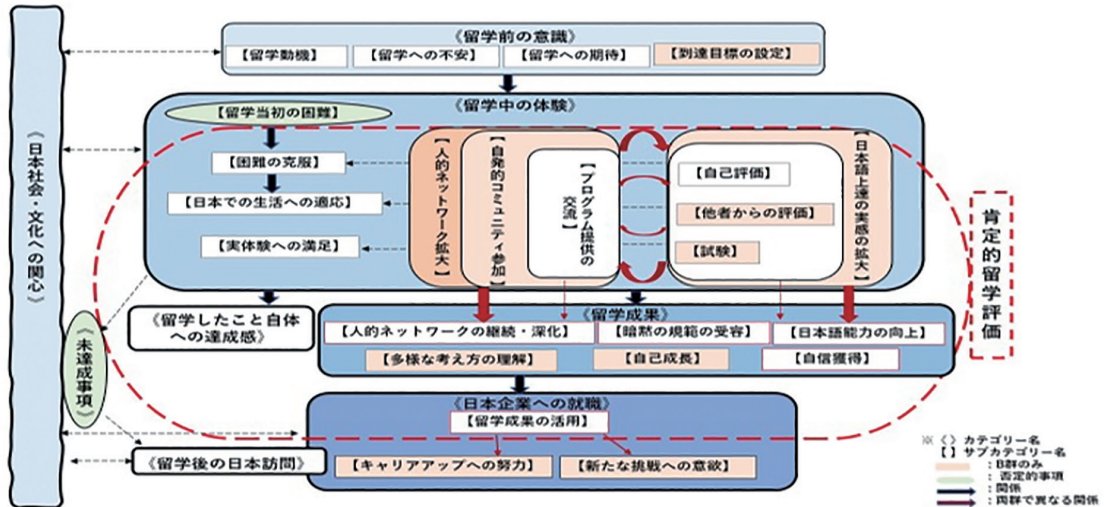 《日本社会・文化への関心》
《留学前の意識》
【留学動機】
【留学への不安】
【留学への期待】
【到達目標の設定】
《留学中の体験》
【留学当初の困難】
【困難の克服】
【日本での生活への適応】
【実体験への満足】
【人的ネットワーク拡大】
【自発的コミュニティ参加】
【プログラム提供の
交流】
【自己評価】
【他者からの評価】
【試験】
【日本語上達の実感の拡大】
肯定的留学評価
《未達成事項》
《留学したこと自体
への達成感》
《留学成果》
【人的ネットワークの継続・深化】
【暗黙の規範の受容】
【日本語能力の向上】
【多様な考え方の理解】
【自己成長】
【自信獲得】
《日本企業への就職》
【留学成果の活用】
《留学後の日本訪問》
【キャリアアップへの努力】
【新たな挑戦への意欲】
※《》カテゴリー名
【】サブカテゴリー名
：B群のみ
：否定的事項
：関係
：両群で異なる関係